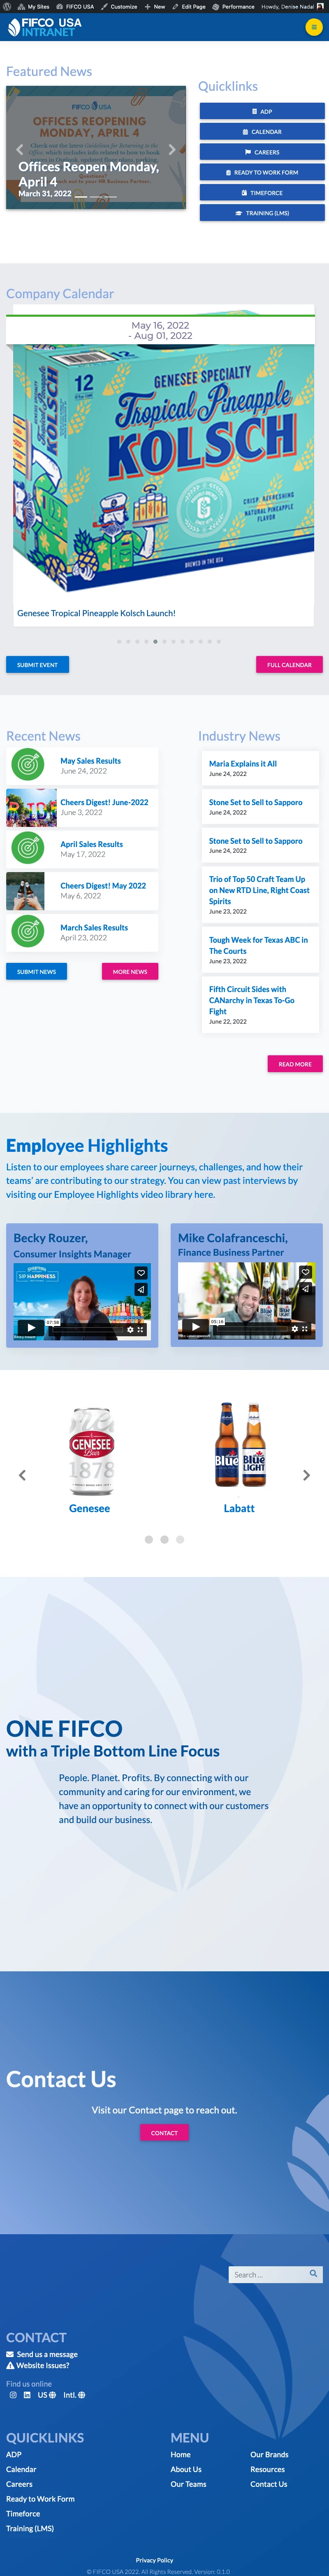 My Sites FIFCO USA Customize New Edit Page Performance Howdy, Denise Nadal
FIFCO USA
INTRANET
Featured News
FIFCO USA
OFFICES REOPENING
MONDAY, APRIL 4
Check out the latest Guidelines for Returning to the
Offices Reopen Monday,
April 4
March 31, 2022
Quicklinks
ADP
CALENDAR
CAREERS
READY TO WORK FORM
TIMEFORCE
TRAINING (LMS)
Company Calendar
May 16, 2022
- Aug 01, 2022
12
GENESEE SPECIALTY
Tropical Pineapple
KOLSCH
CRISP, REFRESHING
NATURAL PINEAPPLE
FLAVOR
BREWED IN THE USA
Genesee Tropical Pineapple Kolsch Launch!
SUBMIT EVENT
FULL CALENDAR
Recent News
May Sales Results
June 24, 2022
Cheers Digest! June-2022
June 3, 2022
April Sales Results
May 17, 2022
Cheers Digest! May 2022
May 6, 2022
March Sales Results
April 23, 2022
SUBMIT NEWS
MORE NEWS
Industry News
Maria Explains it All
June 24, 2022
Stone Set to Sell to Sapporo
June 24, 2022
Stone Set to Sell to Sapporo
June 24, 2022
Trio of Top 50 Craft Team Up
on New RTD Line, Right Coast
Spirits
June 23, 2022
Tough Week for Texas ABC in
The Courts
June 23, 2022
Fifth Circuit Sides with
CANarchy in Texas To-Go
Fight
June 22, 2022
READ MORE
Employee Highlights
Listen to our employees share career journeys, challenges, and how their
teams' are contributing to our strategy. You can view past interviews by
visiting our Employee Highlights video library here.
Becky Rouzer,
Consumer Insights Manager
SIP HAPPINESS
07:58
Mike Colafranceschi,
Finance Business Partner
05:18
GENESEE
Beer
1878
Genesee
Blue
Blue
LIGHT
Labatt
ONE FIFCO
with a Triple Bottom Line Focus
People. Planet. Profits. By connecting with our
community and caring for our environment, we
have an opportunity to connect with our customers
and build our business.
Contact Us
Visit our Contact page to reach out.
CONTACT
Search ...
CONTACT
Send us a message
Website Issues?
Find us online
US Intl.
QUICKLINKS
ADP
Calendar
Careers
Ready to Work Form
Timeforce
Training (LMS)
MENU
Home
About Us
Our Teams
Our Brands
Resources
Contact Us
Privacy Policy
© FIFCO USA 2022. All Rights Reserved. Version: 0.1.0